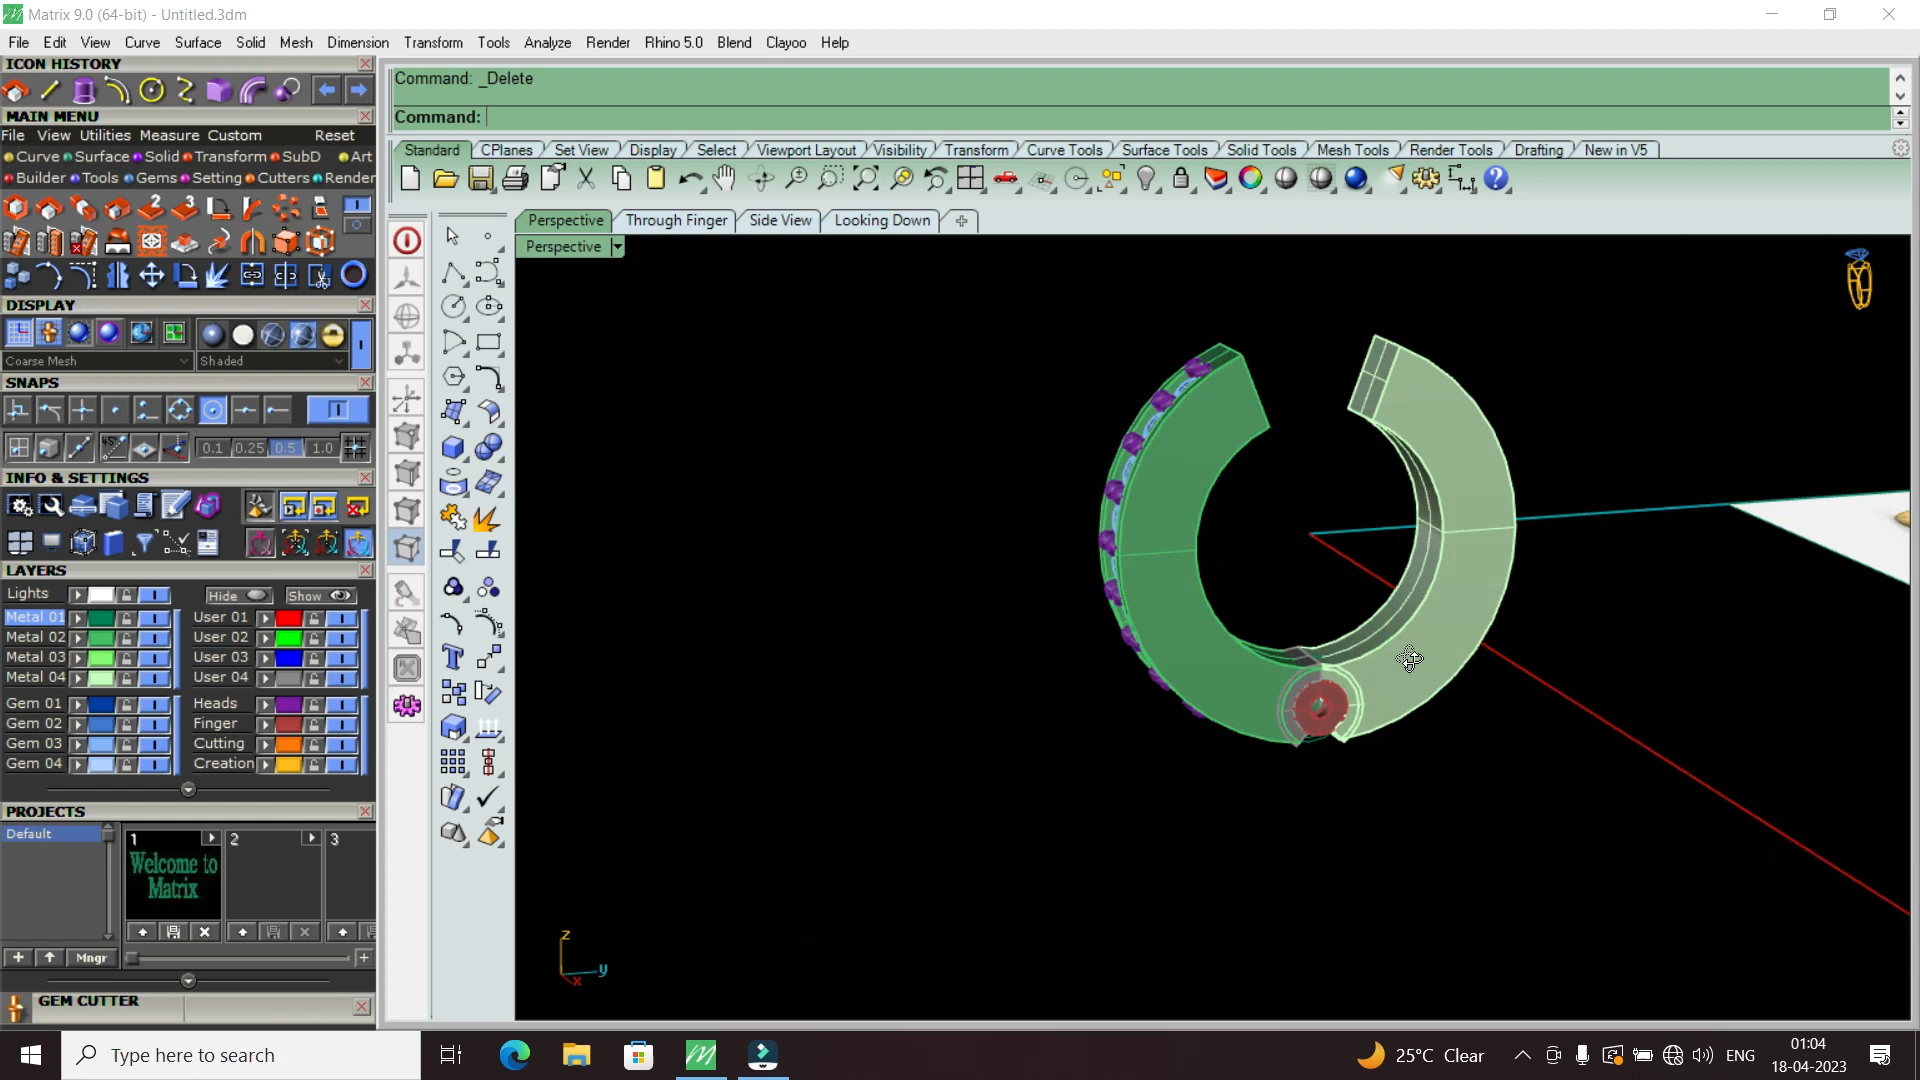 Matrix 9.0 (64-bit) - Untitled.3dm
File Edit View Curve Surface Solid Mesh Dimension Transform Tools Analyze Render Rhino 5.0 Blend Clayoo Help
ICON HISTORY
MAIN MENU
File View Utilities Measure Custom Reset
Curve Surface Solid Transform SubD Art
Builder Tools Gems Setting Cutters Render
2 3
DISPLAY
Coarse Mesh Shaded
SNAPS
45° 0.1 0.25 0.5 1.0
INFO & SETTINGS
LAYERS
Lights Hide Show
Metal 01 User 01
Metal 02 User 02
Metal 03 User 03
Metal 04 User 04
Gem 01 Heads
Gem 02 Finger
Gem 03 Cutting
Gem 04 Creation
PROJECTS
Default 1 2 3
Welcome to
Matrix
Mngr
GEM CUTTER
Command: _Delete
Command:
Standard CPlanes Set View Display Select Viewport Layout Visibility Transform Curve Tools Surface Tools Solid Tools Mesh Tools Render Tools Drafting New in V5
Perspective Through Finger Side View Looking Down
Perspective
z
y
x
Type here to search
25°C Clear
ENG
01:04
18-04-2023